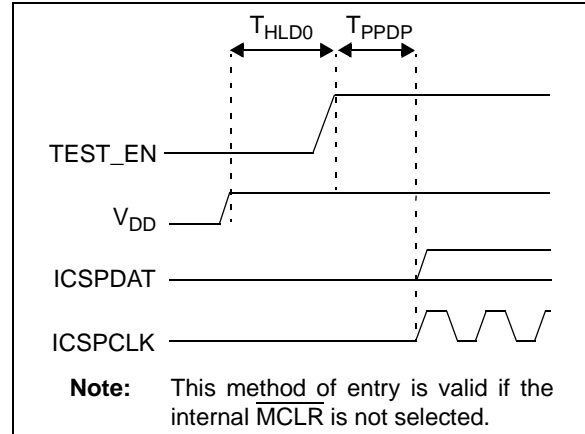 THLD0 TPPDP
TEST_EN
VDD
ICSPDAT
ICSPCLK
Note: This method of entry is valid if the
internal MCLR is not selected.